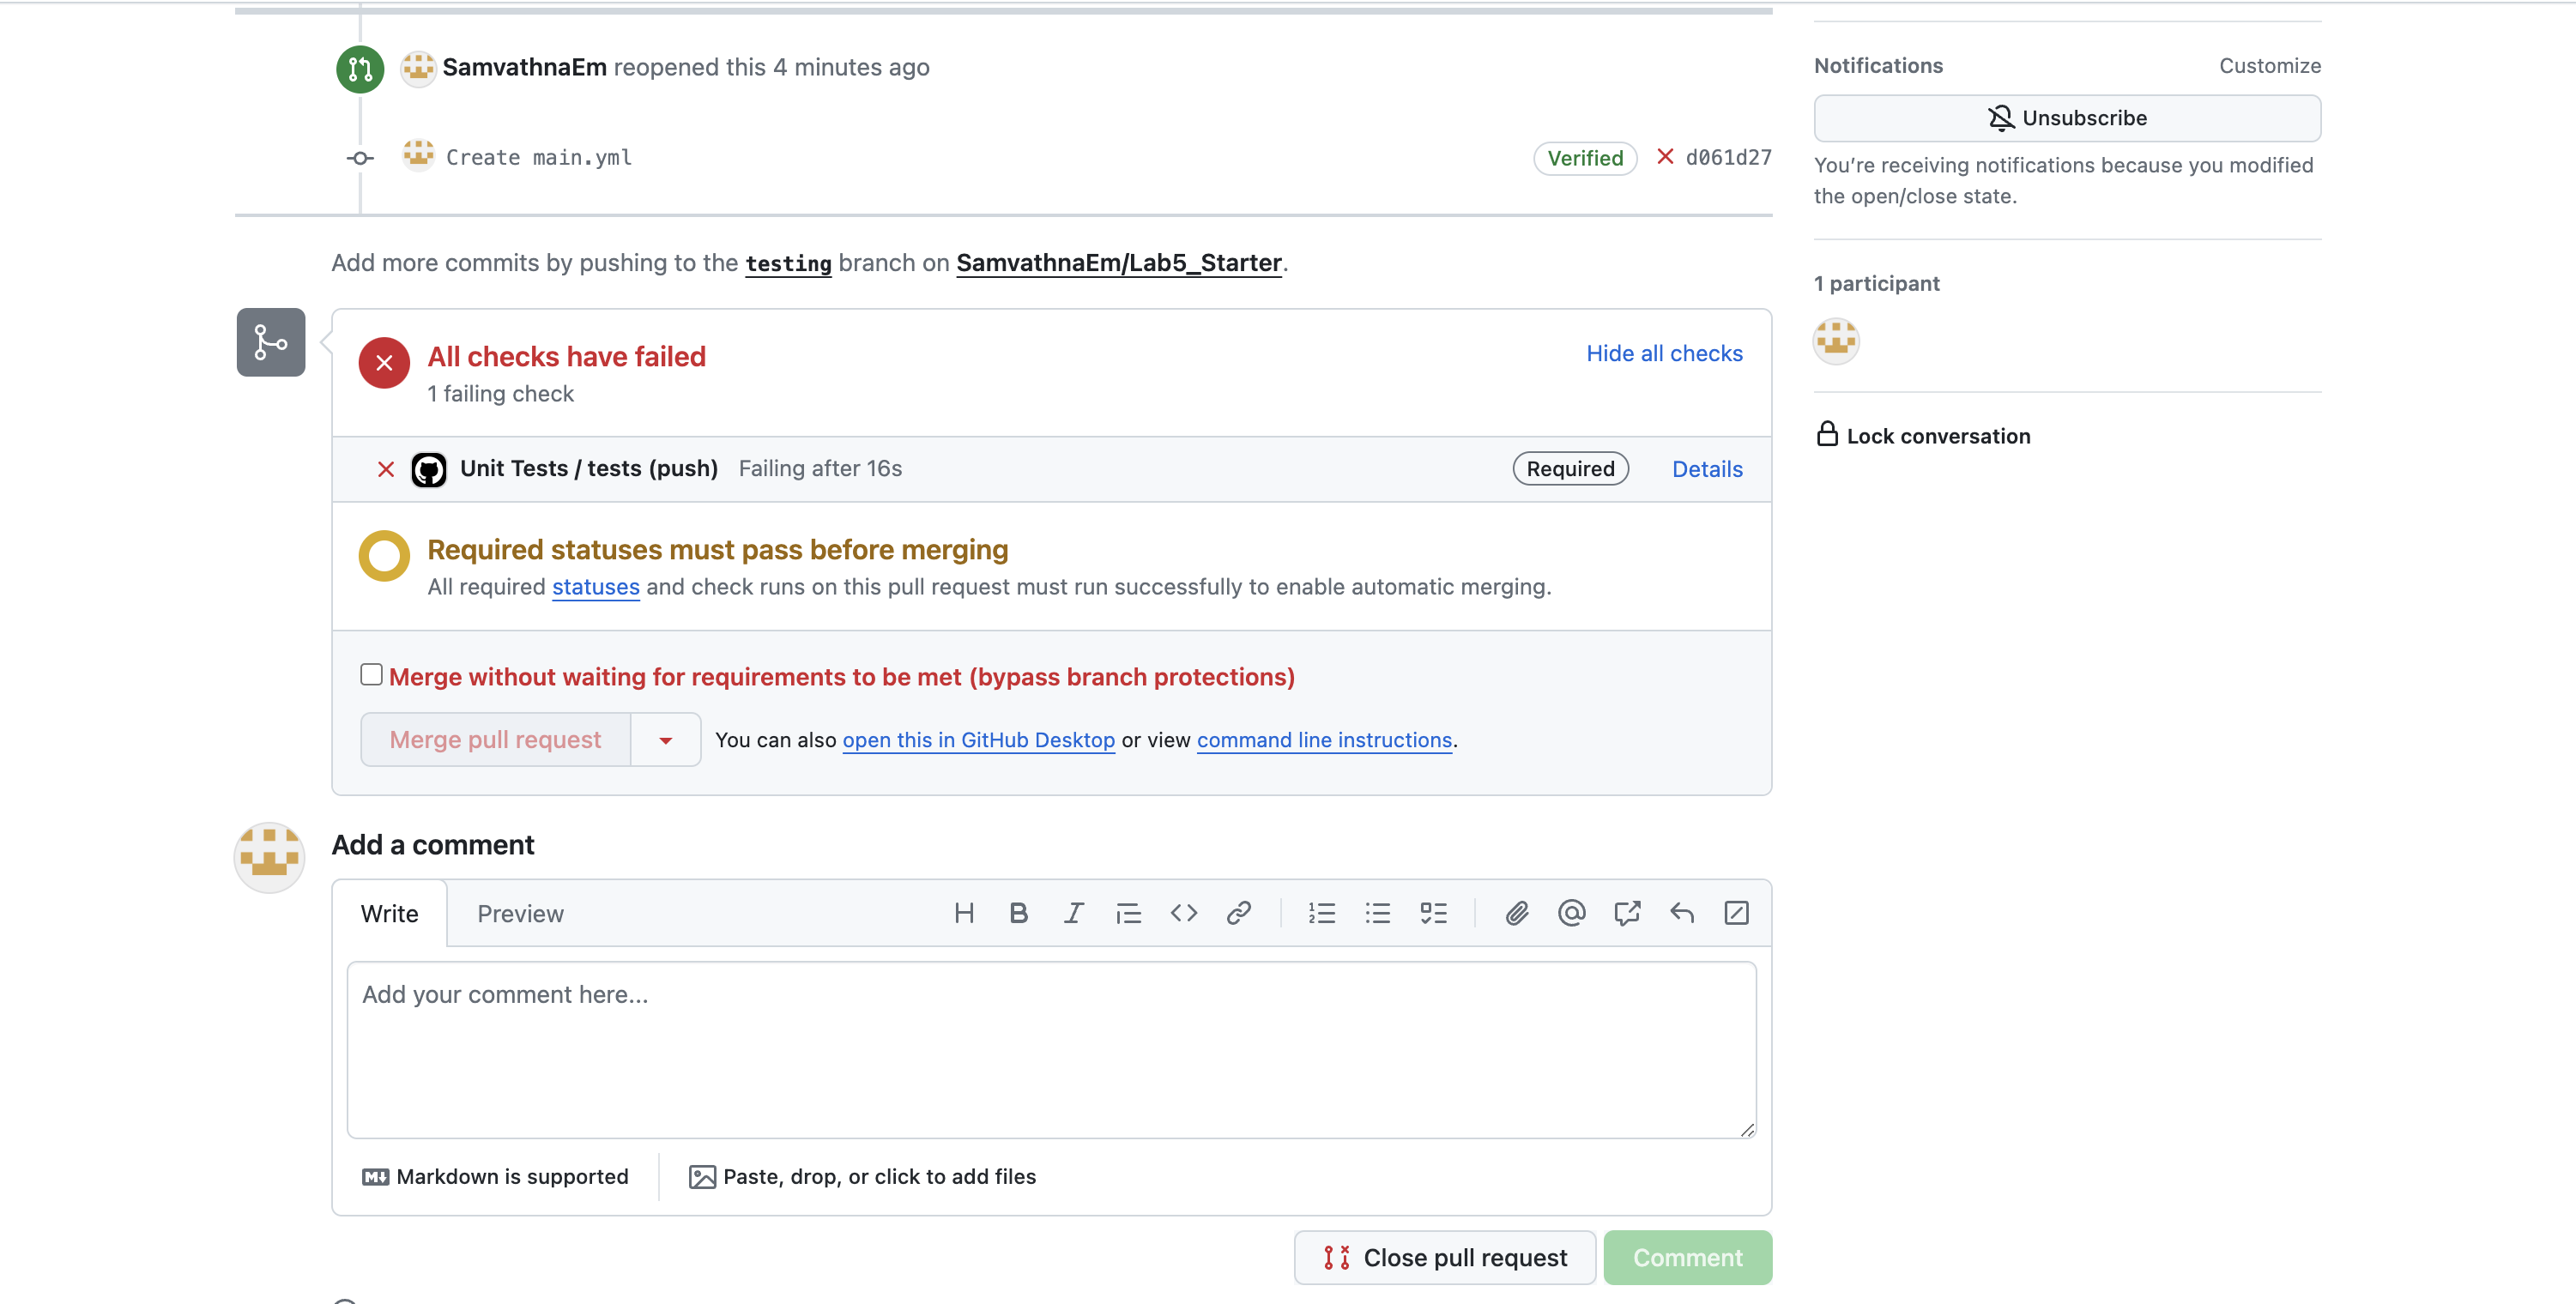 SamvathnaEm reopened this 4 minutes ago
Create main.yml Verified d061d27
Add more commits by pushing to the testing branch on SamvathnaEm/Lab5_Starter.
All checks have failed Hide all checks
1 failing check
Unit Tests / tests (push) Failing after 16s Required Details
Required statuses must pass before merging
All required statuses and check runs on this pull request must run successfully to enable automatic merging.
Merge without waiting for requirements to be met (bypass branch protections)
Merge pull request You can also open this in GitHub Desktop or view command line instructions.
Add a comment
Write Preview
Add your comment here...
Markdown is supported Paste, drop, or click to add files
Close pull request Comment
Notifications Customize
Unsubscribe
You’re receiving notifications because you modified
the open/close state.
1 participant
Lock conversation